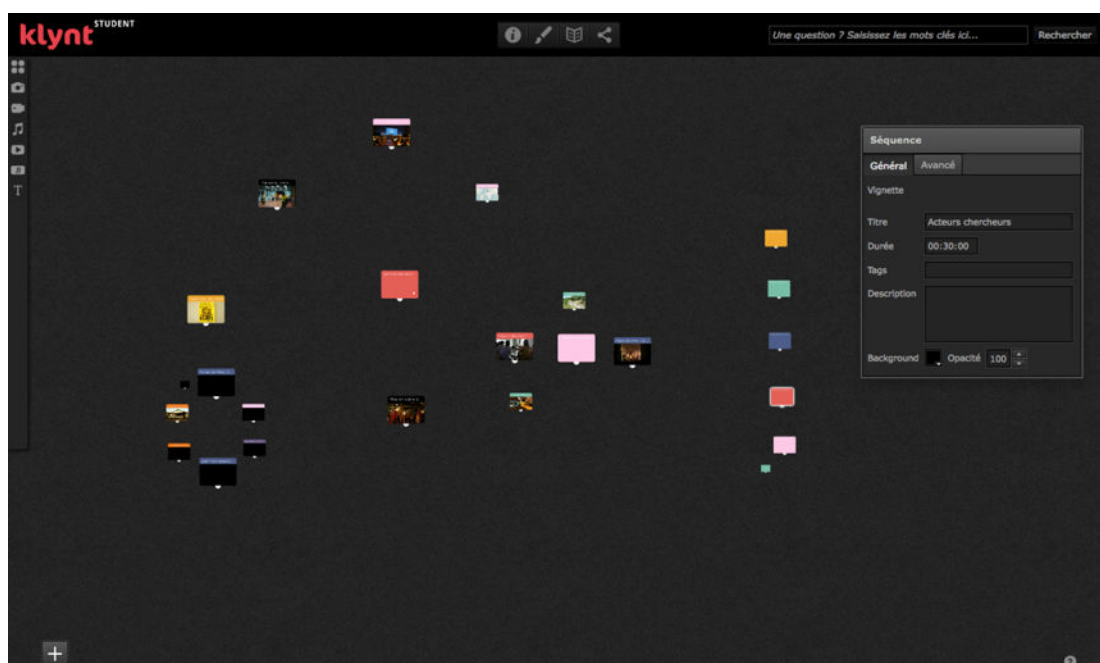 klynt STUDENT
Une question ? Saisissez les mots clés ici...
Rechercher
T
Séquence
Général Avancé
Vignette
Titre Acteurs chercheurs
Durée 00:30:00
Tags
Description
Background Opacité 100
+
?